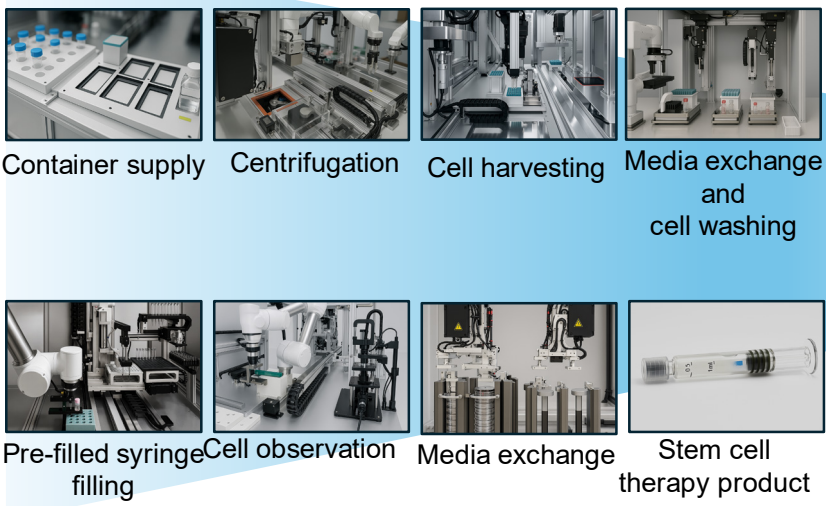 Container supply
Centrifugation
Cell harvesting
Media exchange
and
cell washing
Pre-filled syringe
filling
Cell observation
Media exchange
Stem cell
therapy product